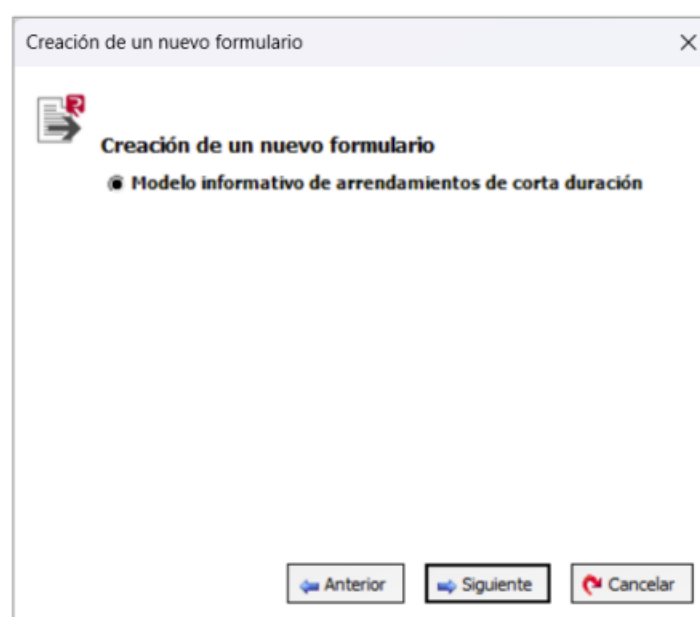 Creación de un nuevo formulario
Creación de un nuevo formulario
Modelo informativo de arrendamientos de corta duración
Anterior Siguiente Cancelar